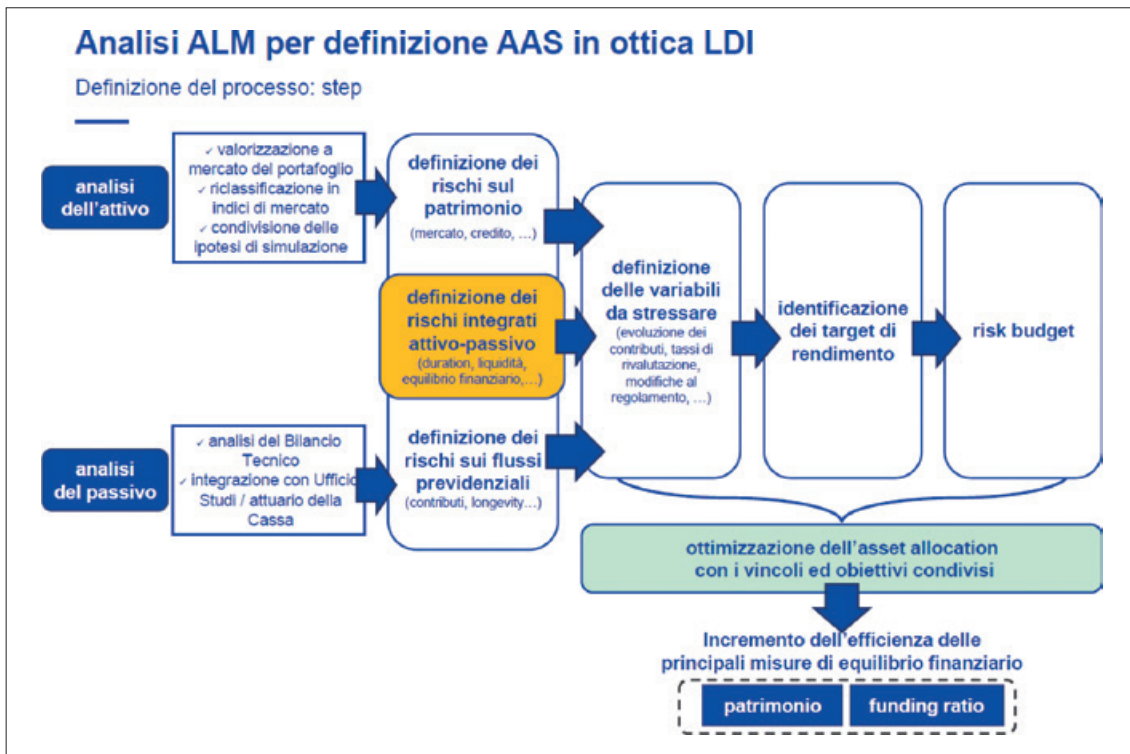 Analisi ALM per definizione AAS in ottica LDI
Definizione del processo: step
analisi
dell'attivo
✓ valorizzazione a
mercato del portafoglio
✓ riclassificazione in
indici di mercato
✓ condivisione delle
ipotesi di simulazione
definizione dei
rischi sul
patrimonio
(mercato, credito, …)
definizione dei
rischi integrati
attivo-passivo
(duration, liquidità,
equilibrio finanziario,…)
analisi
del passivo
✓ analisi del Bilancio
Tecnico
✓ integrazione con Ufficio
Studi / attuario della
Cassa
definizione dei
rischi sui flussi
previdenziali
(contributi, longevity…)
definizione
delle variabili
da stressare
(evoluzione dei
contributi, tassi di
rivalutazione,
modifiche al
regolamento, …)
identificazione
dei target di
rendimento
risk budget
ottimizzazione dell'asset allocation
con i vincoli ed obiettivi condivisi
Incremento dell'efficienza delle
principali misure di equilibrio finanziario
patrimonio
funding ratio